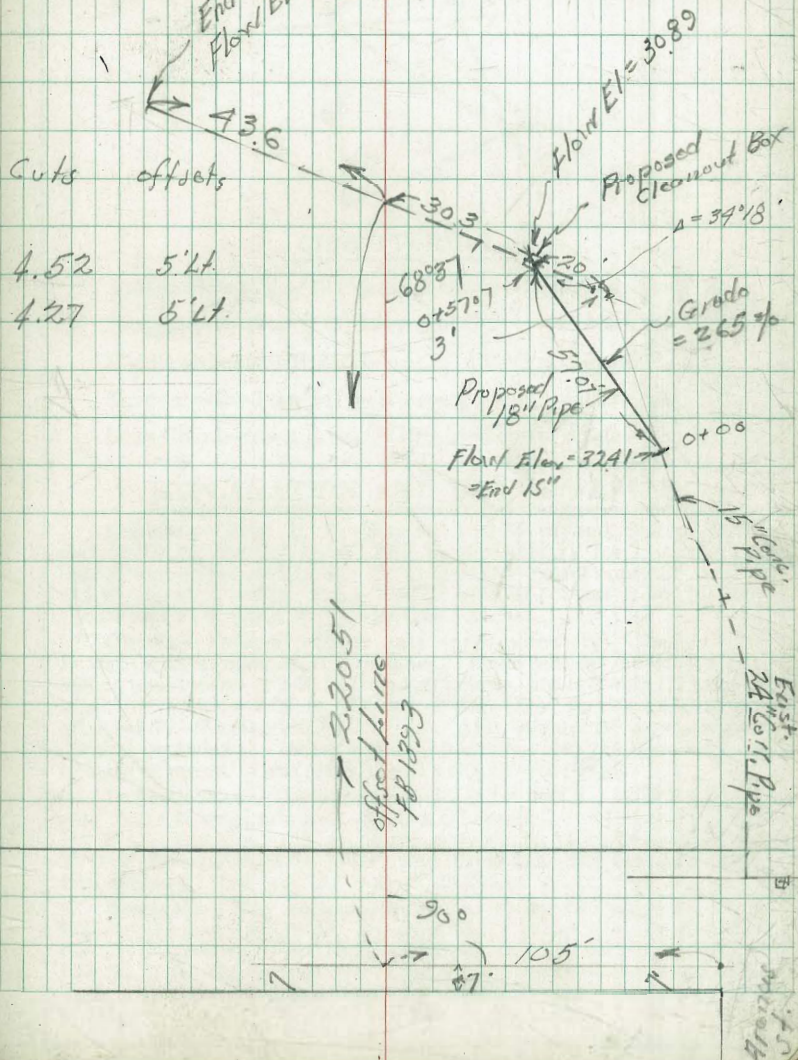 End
Flow El
43.6
Cuts offsets
4.52 5'Lt.
4.27 5'Lt.
Flow El = 30.89
Proposed
Cleanout Box
Δ = 34°18
30.3
20
68°37
0+57.07
3'
Grade
= 2.65 %
57.07
Proposed
18" Pipe
0+00
Flow Elev = 32.41
= End 15"
15" Conc.
Pipe
Exist.
24" Corr. Pipe
220.51
offset line
FB 1393
90°
105'
7'
7'